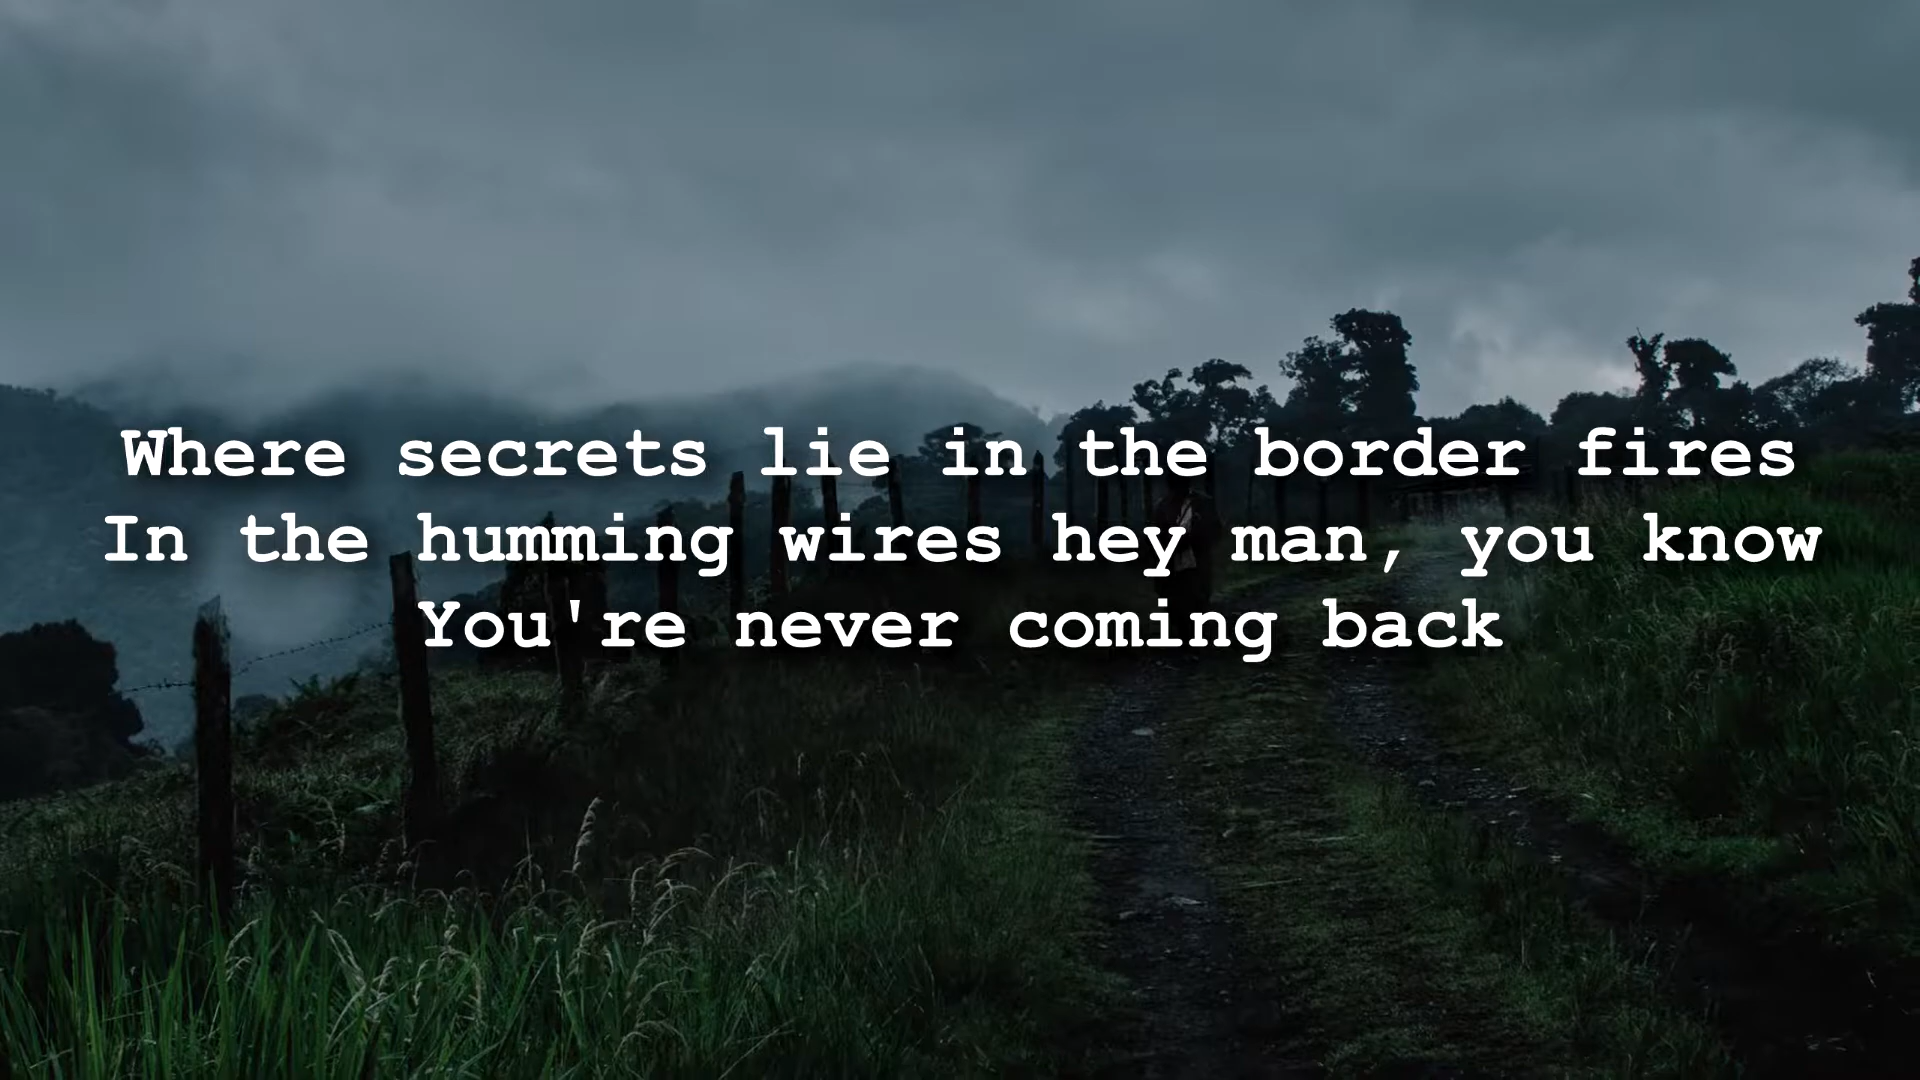 Where secrets lie in the border fires
In the humming wires hey man, you know
You're never coming back